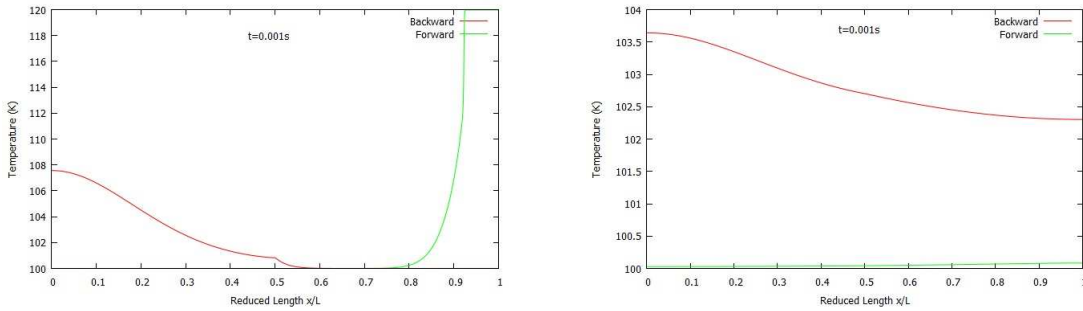 120
118
116
114
112
110
108
106
104
102
100
Temperature (K)
t=0.001s
Backward
Forward
0 0.1 0.2 0.3 0.4 0.5 0.6 0.7 0.8 0.9 1
Reduced Length x/L
104
103.5
103
102.5
102
101.5
101
100.5
100
Temperature (K)
t=0.001s
Backward
Forward
0 0.1 0.2 0.3 0.4 0.5 0.6 0.7 0.8 0.9 1
Reduced Length x/L